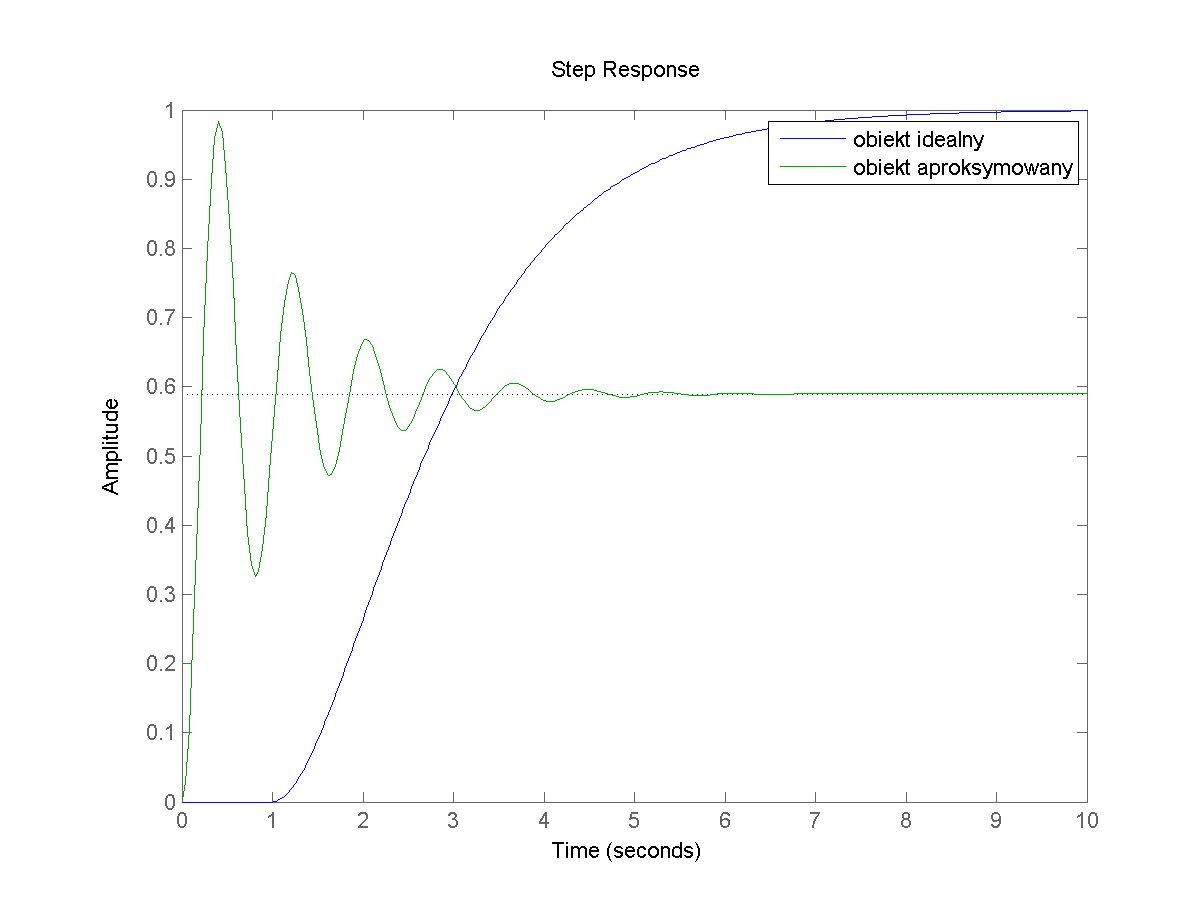 Step Response
obiekt idealny
obiekt aproksymowany
Amplitude
1
0.9
0.8
0.7
0.6
0.5
0.4
0.3
0.2
0.1
0
0 1 2 3 4 5 6 7 8 9 10
Time (seconds)